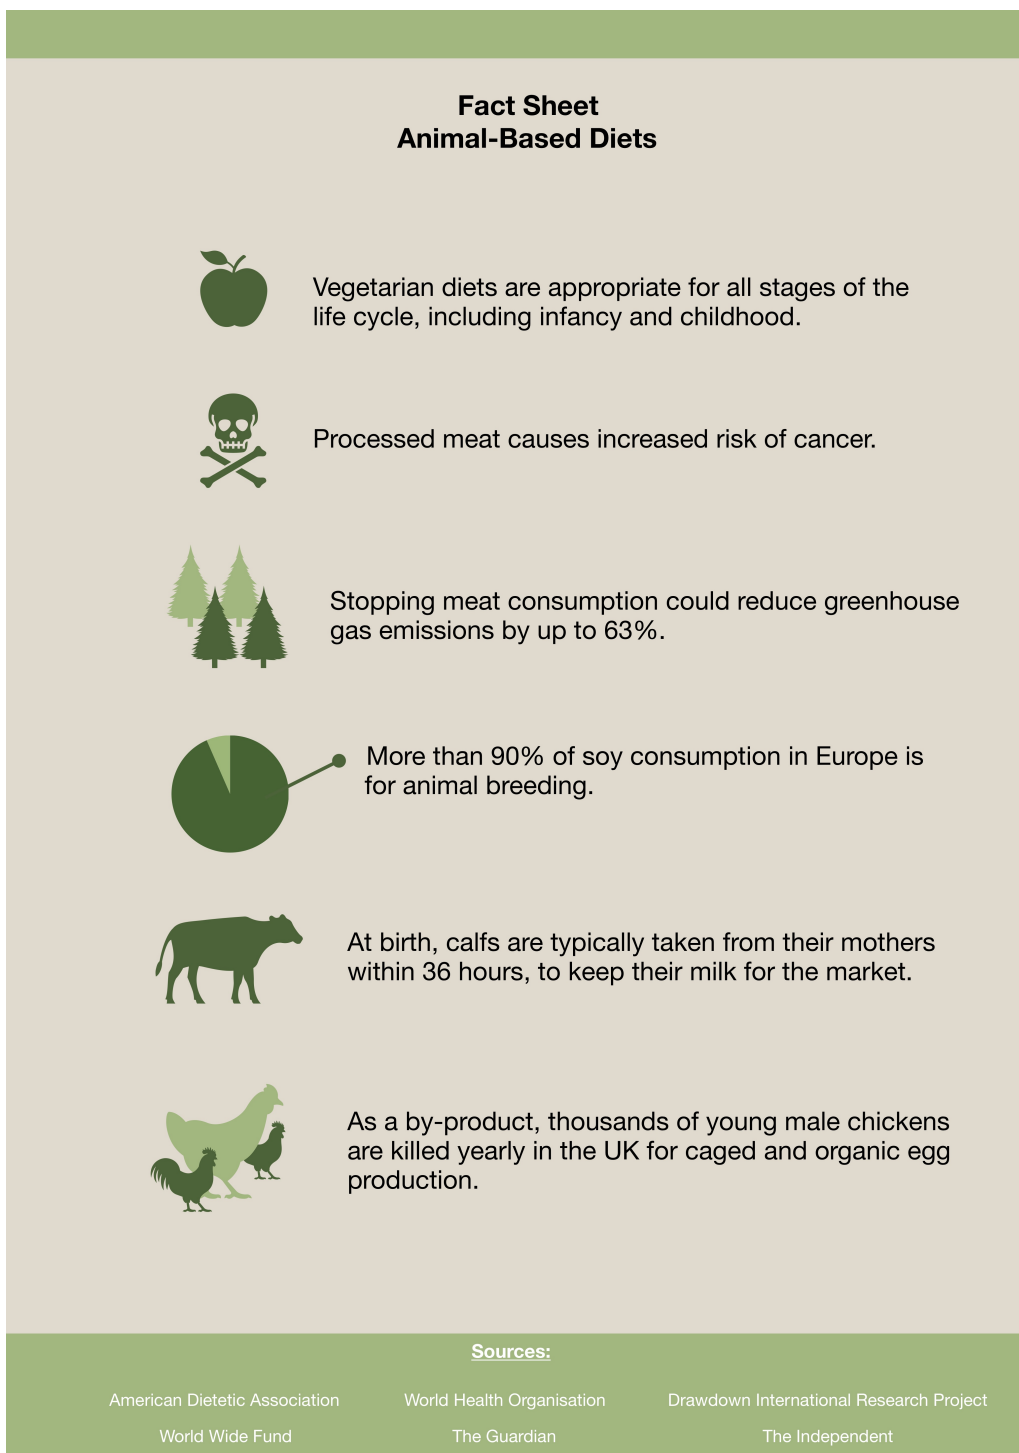 Fact Sheet
Animal-Based Diets
Vegetarian diets are appropriate for all stages of the
life cycle, including infancy and childhood.
Processed meat causes increased risk of cancer.
Stopping meat consumption could reduce greenhouse
gas emissions by up to 63%.
More than 90% of soy consumption in Europe is
for animal breeding.
At birth, calfs are typically taken from their mothers
within 36 hours, to keep their milk for the market.
As a by-product, thousands of young male chickens
are killed yearly in the UK for caged and organic egg
production.
Sources:
American Dietetic Association World Health Organisation Drawdown International Research Project
World Wide Fund The Guardian The Independent